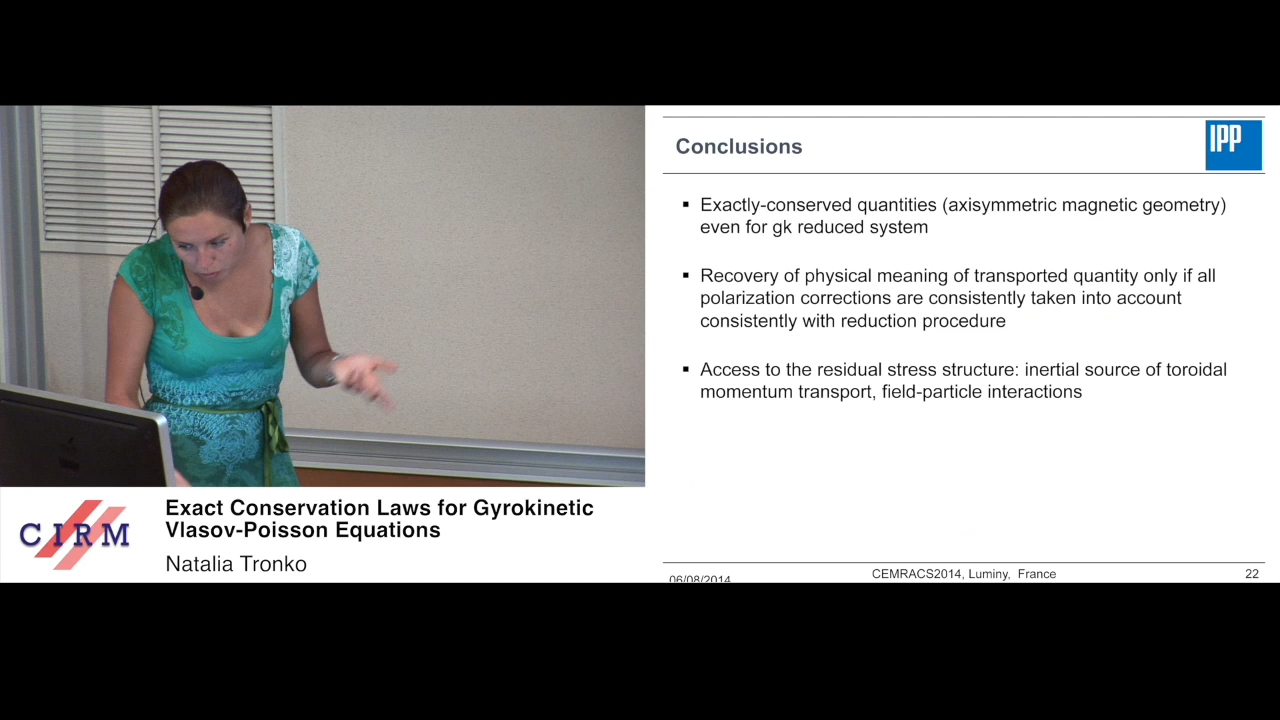 Conclusions
IPP
▪ Exactly-conserved quantities (axisymmetric magnetic geometry)
even for gk reduced system
▪ Recovery of physical meaning of transported quantity only if all
polarization corrections are consistently taken into account
consistently with reduction procedure
▪ Access to the residual stress structure: inertial source of toroidal
momentum transport, field-particle interactions
CIRM
Exact Conservation Laws for Gyrokinetic
Vlasov-Poisson Equations
Natalia Tronko
06/08/2014
CEMRACS2014, Luminy, France
22